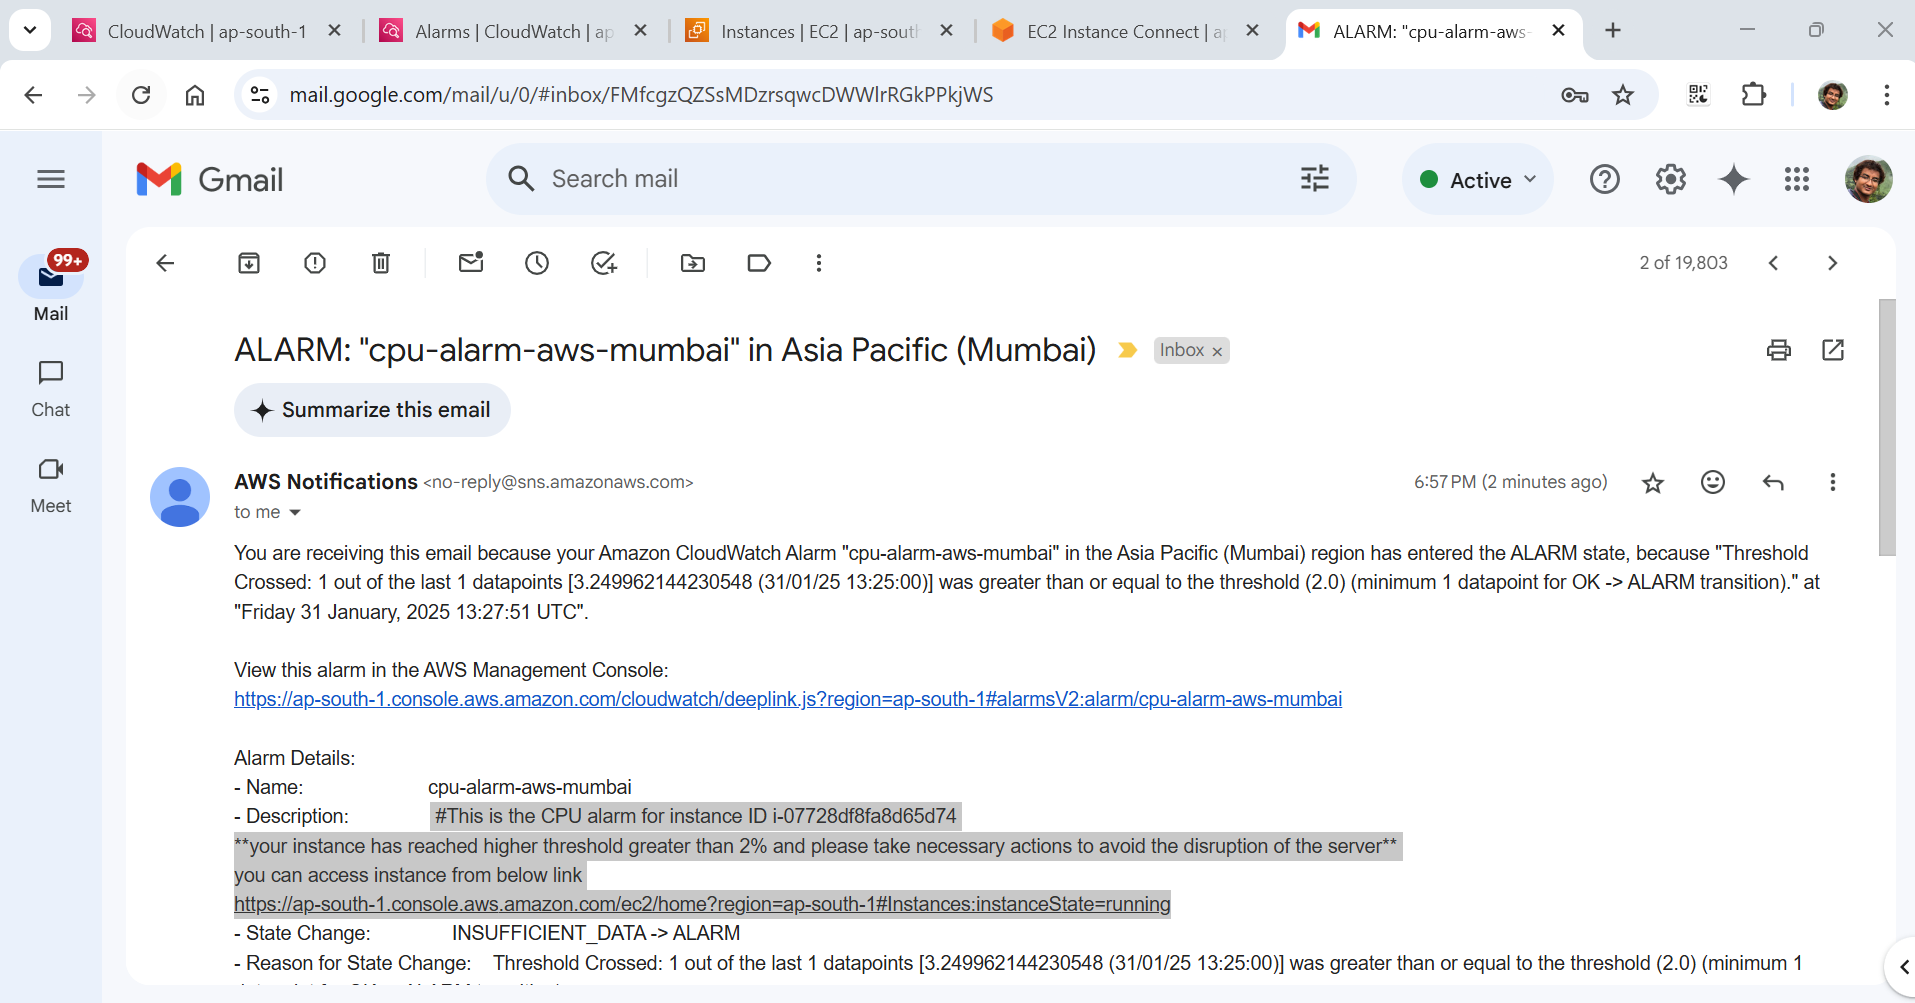 CloudWatch | ap-south-1
Alarms | CloudWatch | ap
Instances | EC2 | ap-south
EC2 Instance Connect | ap
ALARM: "cpu-alarm-aws-
mail.google.com/mail/u/0/#inbox/FMfcgzQZSsMDzrsqwcDWWlrRGkPPkjWS
Gmail
Search mail
Active
99+
Mail
Chat
Meet
2 of 19,803
ALARM: "cpu-alarm-aws-mumbai" in Asia Pacific (Mumbai)
Inbox x
Summarize this email
AWS Notifications <no-reply@sns.amazonaws.com>
6:57 PM (2 minutes ago)
to me
You are receiving this email because your Amazon CloudWatch Alarm "cpu-alarm-aws-mumbai" in the Asia Pacific (Mumbai) region has entered the ALARM state, because "Threshold
Crossed: 1 out of the last 1 datapoints [3.249962144230548 (31/01/25 13:25:00)] was greater than or equal to the threshold (2.0) (minimum 1 datapoint for OK -> ALARM transition)." at
"Friday 31 January, 2025 13:27:51 UTC".
View this alarm in the AWS Management Console:
https://ap-south-1.console.aws.amazon.com/cloudwatch/deeplink.js?region=ap-south-1#alarmsV2:alarm/cpu-alarm-aws-mumbai
Alarm Details:
- Name: cpu-alarm-aws-mumbai
- Description: #This is the CPU alarm for instance ID i-07728df8fa8d65d74
**your instance has reached higher threshold greater than 2% and please take necessary actions to avoid the disruption of the server**
you can access instance from below link
https://ap-south-1.console.aws.amazon.com/ec2/home?region=ap-south-1#Instances:instanceState=running
- State Change: INSUFFICIENT_DATA -> ALARM
- Reason for State Change: Threshold Crossed: 1 out of the last 1 datapoints [3.249962144230548 (31/01/25 13:25:00)] was greater than or equal to the threshold (2.0) (minimum 1